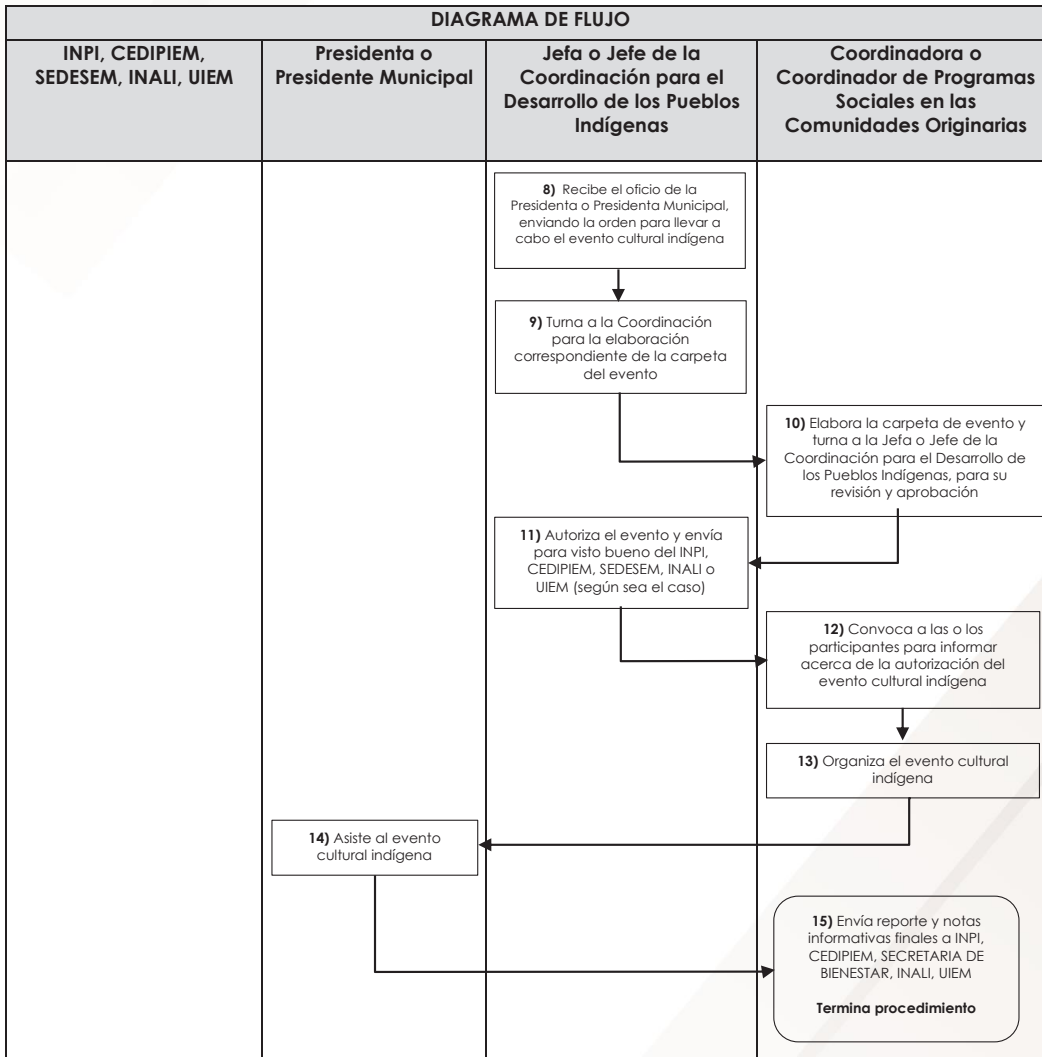 DIAGRAMA DE FLUJO
INPI, CEDIPIEM,
SEDESEM, INALI, UIEM
Presidenta o
Presidente Municipal
Jefa o Jefe de la
Coordinación para el
Desarrollo de los Pueblos
Indígenas
Coordinadora o
Coordinador de Programas
Sociales en las
Comunidades Originarias
8) Recibe el oficio de la
Presidenta o Presidenta Municipal,
enviando la orden para llevar a
cabo el evento cultural indígena
9) Turna a la Coordinación
para la elaboración
correspondiente de la carpeta
del evento
10) Elabora la carpeta de evento y
turna a la Jefa o Jefe de la
Coordinación para el Desarrollo de
los Pueblos Indígenas, para su
revisión y aprobación
11) Autoriza el evento y envía
para visto bueno del INPI,
CEDIPIEM, SEDESEM, INALI o
UIEM (según sea el caso)
12) Convoca a las o los
participantes para informar
acerca de la autorización del
evento cultural indígena
13) Organiza el evento cultural
indígena
14) Asiste al evento
cultural indígena
15) Envía reporte y notas
informativas finales a INPI,
CEDIPIEM, SECRETARIA DE
BIENESTAR, INALI, UIEM
Termina procedimiento